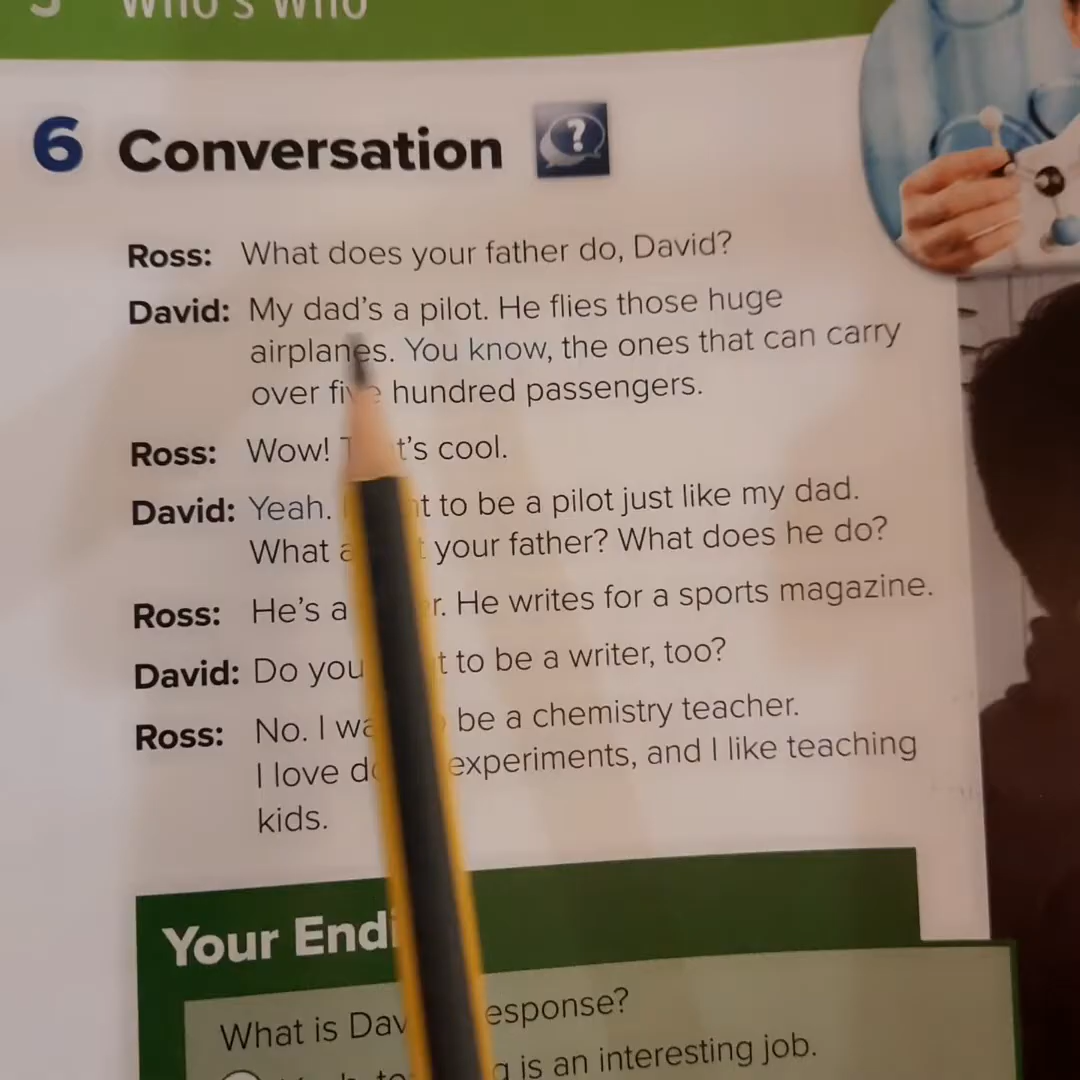 Who's Who
6 Conversation
Ross: What does your father do, David?
David: My dad's a pilot. He flies those huge
airplanes. You know, the ones that can carry
over five hundred passengers.
Ross: Wow! That's cool.
David: Yeah. to be a pilot just like my dad.
What your father? What does he do?
Ross: He's a He writes for a sports magazine.
David: Do you to be a writer, too?
Ross: No. I be a chemistry teacher.
I love experiments, and I like teaching
kids.
Your
What is response?
is an interesting job.